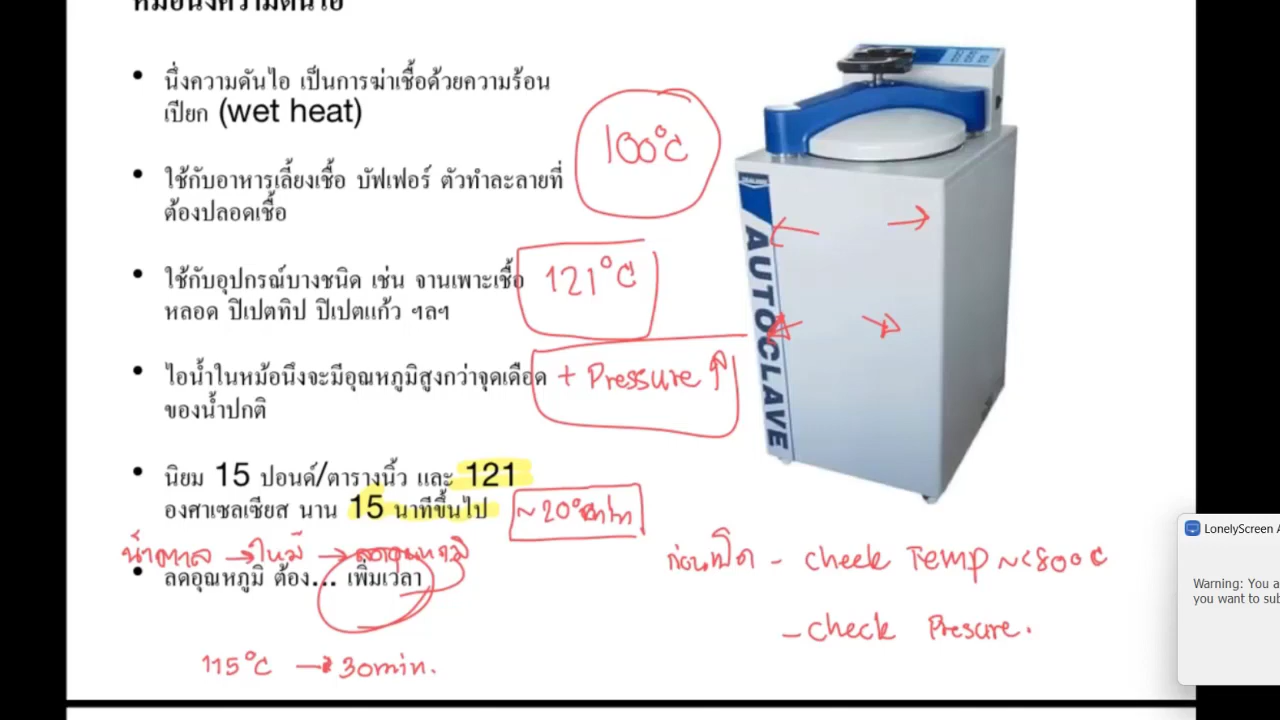 หม้อนึ่งความดันไอ
• นึ่งความดันไอ เป็นการฆ่าเชื้อด้วยความร้อน
เปียก (wet heat)
100°C
• ใช้กับอาหารเลี้ยงเชื้อ บัฟเฟอร์ ตัวทำละลายที่
ต้องปลอดเชื้อ
• ใช้กับอุปกรณ์บางชนิด เช่น จานเพาะเชื้อ
หลอด ปิเปตทิป ปิเปตแก้ว ฯลฯ
121°C
• ไอน้ำในหม้อนึ่งจะมีอุณหภูมิสูงกว่าจุดเดือด
ของน้ำปกติ
+ Pressure ↑
• นิยม 15 ปอนด์/ตารางนิ้ว และ 121
องศาเซลเซียส นาน 15 นาทีขึ้นไป
น้ำตาล → ไหม้ → ลดอุณหภูมิ
• ลดอุณหภูมิ ต้อง... เพิ่มเวลา
115°C → 30min.
AUTOCLAVE
ก่อนเปิด - check Temp
- check Presure.
LonelyScreen A
Warning: You a
you want to sub